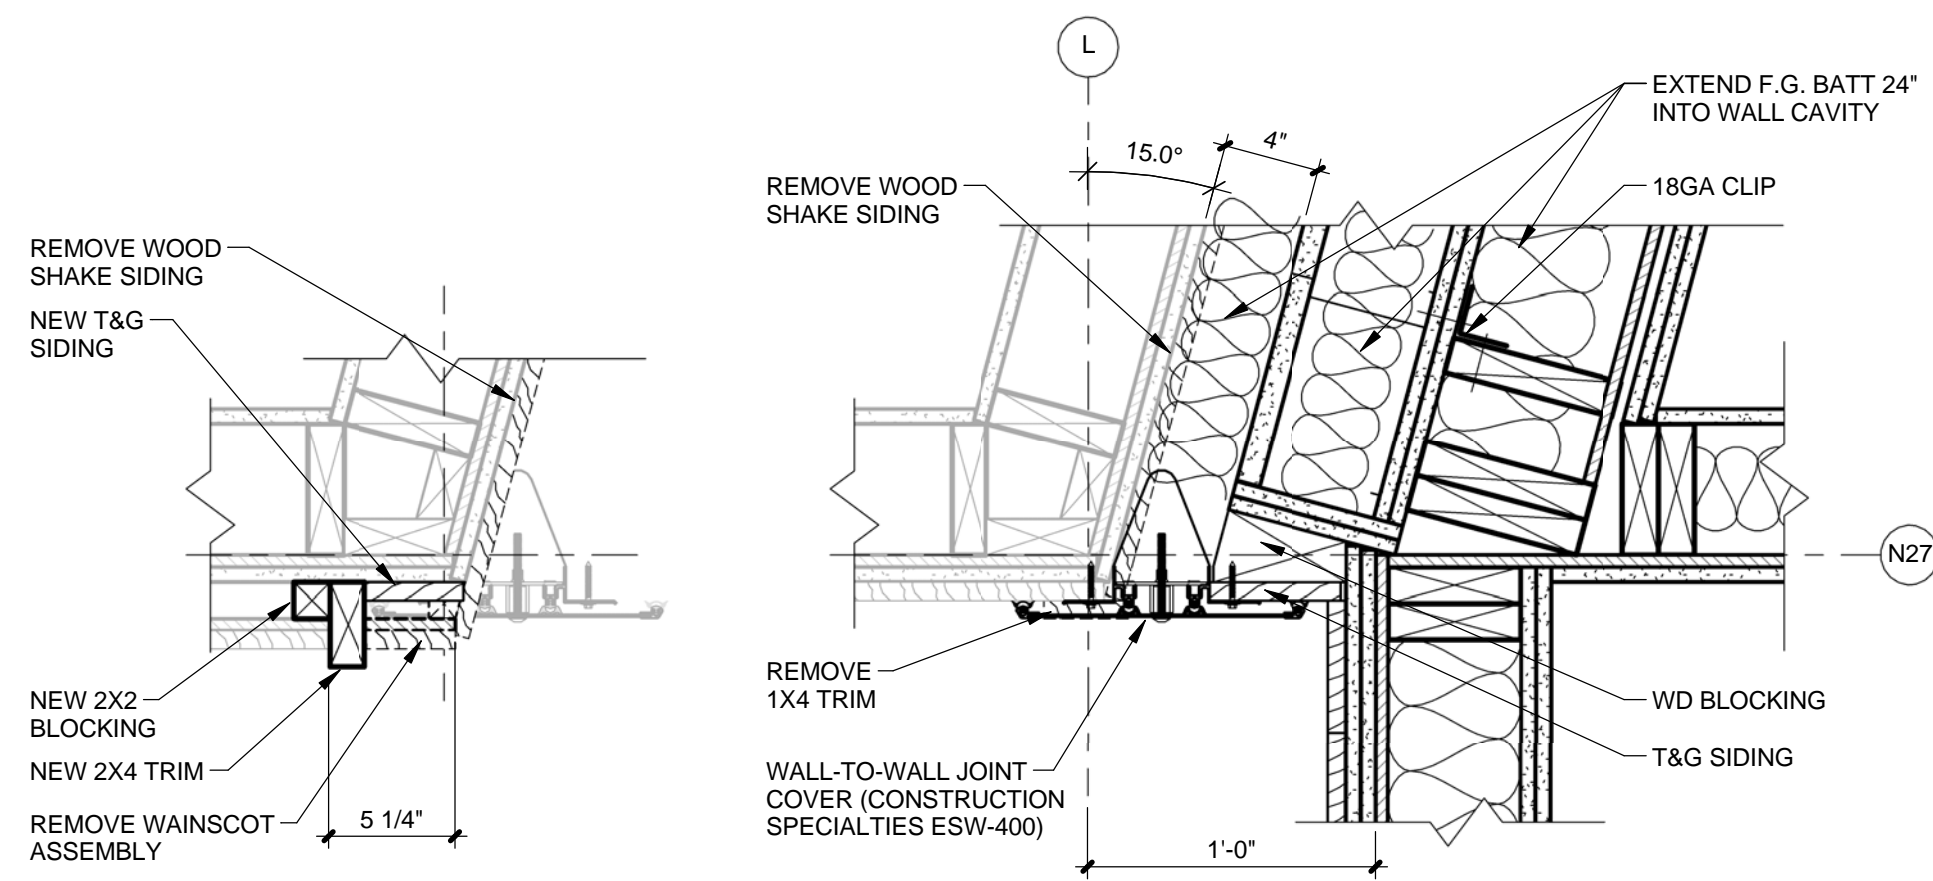 REMOVE WOOD
SHAKE SIDING
NEW T&G
SIDING
NEW 2X2
BLOCKING
NEW 2X4 TRIM
REMOVE WAINSCOT
ASSEMBLY
5 1/4"
L
15.0°
4"
REMOVE WOOD
SHAKE SIDING
EXTEND F.G. BATT 24"
INTO WALL CAVITY
18GA CLIP
N27
REMOVE
1X4 TRIM
WALL-TO-WALL JOINT
COVER (CONSTRUCTION
SPECIALTIES ESW-400)
WD BLOCKING
T&G SIDING
1'-0"